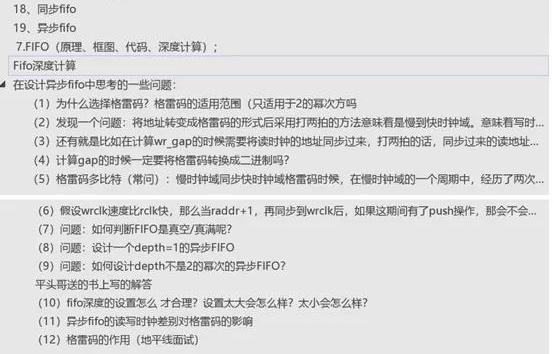 18、同步fifo
19、异步fifo
7.FIFO（原理、框图、代码、深度计算）；
Fifo深度计算
在设计异步fifo中思考的一些问题：
（1）为什么选择格雷码？格雷码的适用范围（只适用于2的幂次方吗
（2）发现一个问题：将地址转变成格雷码的形式后采用打两拍的方法意味着是慢到快时钟域。意味着写时...
（3）还有就是比如在计算wr_gap的时候需要将读时钟的地址同步过来，打两拍的话，同步过来的读地址...
（4）计算gap的时候一定要将格雷码转换成二进制吗？
（5）格雷码多比特（常问）：慢时钟域同步快时钟域格雷码时候，在慢时钟域的一个周期中，经历了两次...
（6）假设wrclk速度比rclk快，那么当raddr+1，再同步到wrclk后，如果这期间有了push操作，那会不会...
（7）问题：如何判断FIFO是真空/真满呢？
（8）问题：设计一个depth=1的异步FIFO
（9）问题：如何设计depth不是2的幂次的异步FIFO？
平头哥送的书上写的解答
（10）fifo深度的设置怎么 才合理？设置太大会怎么样？太小会怎么样？
（11）异步fifo的读写时钟差别对格雷码的影响
（12）格雷码的作用（地平线面试）